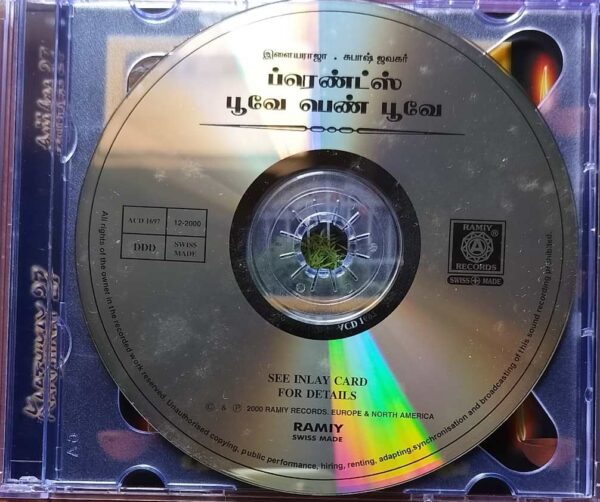 இளையராஜா . சுபாஷ் ஜவகர்
ப்ஃரண்ட்ஸ்
பூவே பெண் பூவே
ACD 1697
12-2000
DDD
SWISS
MADE
RAMIY
®
A
RECORDS
SWISS MADE
SEE INLAY CARD
FOR DETAILS
© & ℗ 2000 RAMIY RECORDS. EUROPE & NORTH AMERICA
RAMIY
SWISS MADE
All rights of the owner in the recorded work reserved. Unauthorised copying, public performance, hiring, renting, adapting, synchronisation and broadcasting of this sound recording prohibited.